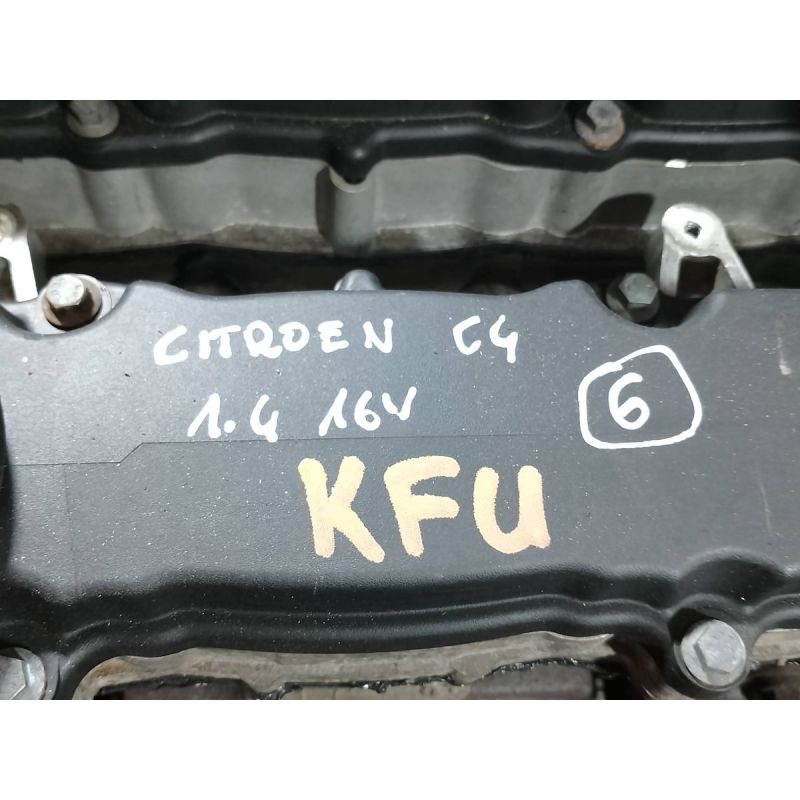 CITROEN C4
1.4 16V
6
KFU